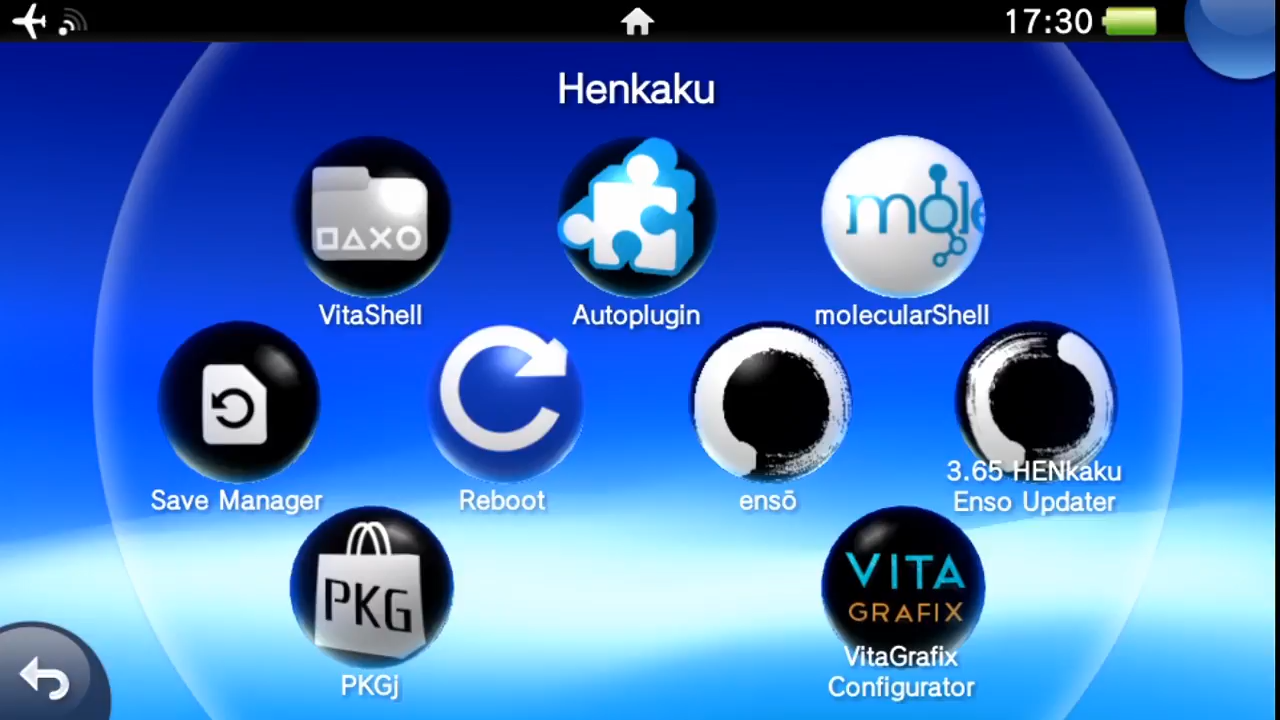 17:30
Henkaku
mole
VitaShell
Autoplugin
molecularShell
Save Manager
Reboot
ensō
3.65 HENkaku
Enso Updater
PKG
PKGj
VITA
GRAFIX
VitaGrafix
Configurator